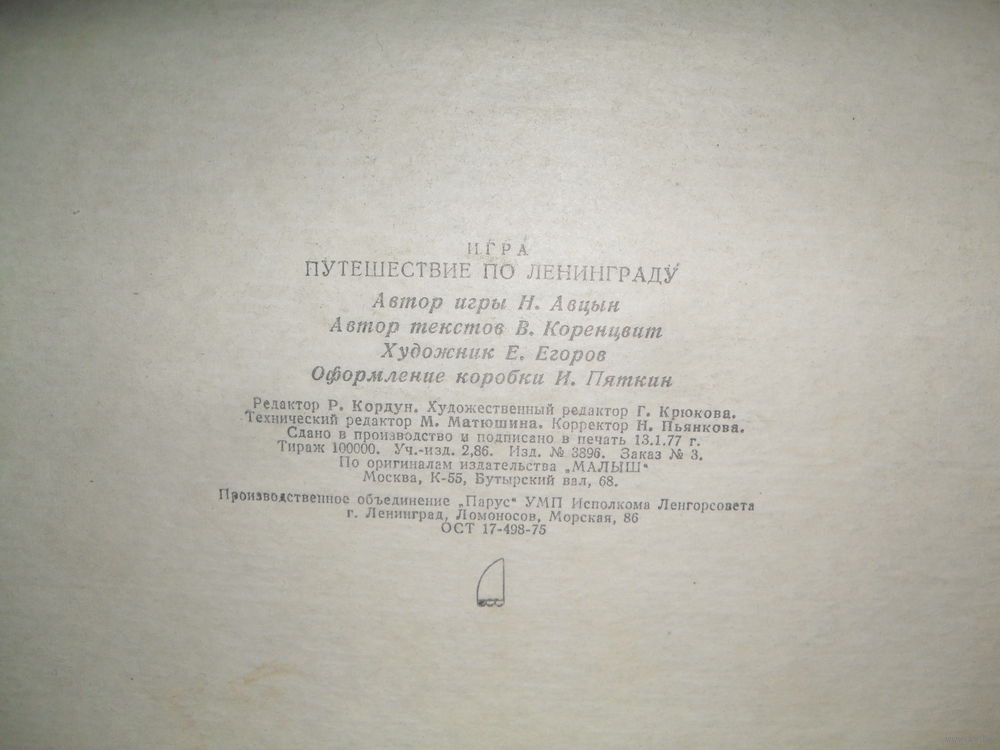 ИГРА
ПУТЕШЕСТВИЕ ПО ЛЕНИНГРАДУ
Автор игры Н. Авцын
Автор текстов В. Коренцвит
Художник Е. Егоров
Оформление коробки И. Пяткин
Редактор Р. Кордун. Художественный редактор Г. Крюкова.
Технический редактор М. Матюшина. Корректор Н. Пьянкова.
Сдано в производство и подписано в печать 13.1.77 г.
Тираж 100000. Уч.-изд. 2,86. Изд. № 3896. Заказ № 3.
По оригиналам издательства „МАЛЫШ“
Москва, К-55, Бутырский вал, 68.
Производственное объединение „Парус“ УМП Исполкома Ленгорсовета
г. Ленинград, Ломоносов, Морская, 86
ОСТ 17-498-75